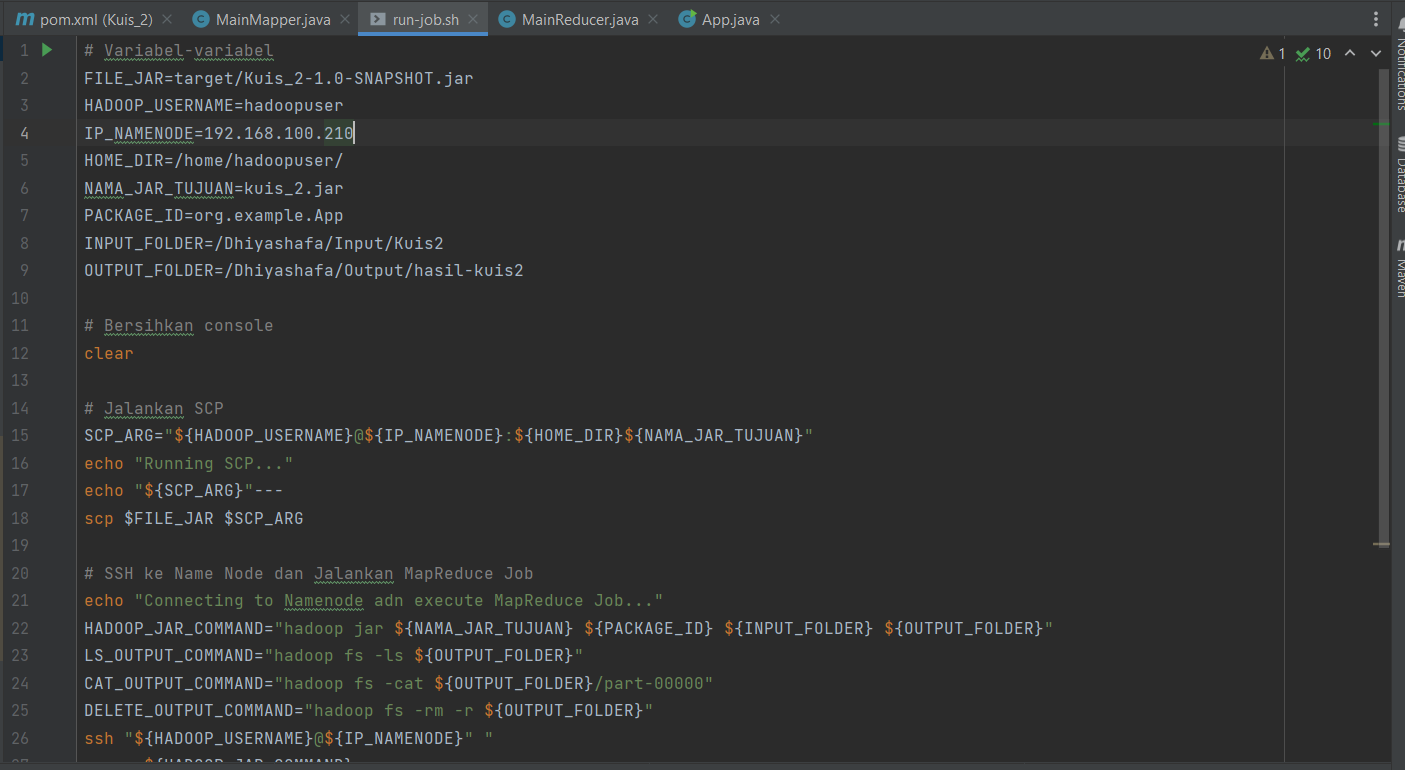 pom.xml (Kuis_2)
MainMapper.java
run-job.sh
MainReducer.java
App.java
1 # Variabel-variabel
2 FILE_JAR=target/Kuis_2-1.0-SNAPSHOT.jar
3 HADOOP_USERNAME=hadoopuser
4 IP_NAMENODE=192.168.100.210
5 HOME_DIR=/home/hadoopuser/
6 NAMA_JAR_TUJUAN=kuis_2.jar
7 PACKAGE_ID=org.example.App
8 INPUT_FOLDER=/Dhiyashafa/Input/Kuis2
9 OUTPUT_FOLDER=/Dhiyashafa/Output/hasil-kuis2
10
11 # Bersihkan console
12 clear
13
14 # Jalankan SCP
15 SCP_ARG="${HADOOP_USERNAME}@${IP_NAMENODE}:${HOME_DIR}${NAMA_JAR_TUJUAN}"
16 echo "Running SCP..."
17 echo "${SCP_ARG}"---
18 scp $FILE_JAR $SCP_ARG
19
20 # SSH ke Name Node dan Jalankan MapReduce Job
21 echo "Connecting to Namenode adn execute MapReduce Job..."
22 HADOOP_JAR_COMMAND="hadoop jar ${NAMA_JAR_TUJUAN} ${PACKAGE_ID} ${INPUT_FOLDER} ${OUTPUT_FOLDER}"
23 LS_OUTPUT_COMMAND="hadoop fs -ls ${OUTPUT_FOLDER}"
24 CAT_OUTPUT_COMMAND="hadoop fs -cat ${OUTPUT_FOLDER}/part-00000"
25 DELETE_OUTPUT_COMMAND="hadoop fs -rm -r ${OUTPUT_FOLDER}"
26 ssh "${HADOOP_USERNAME}@${IP_NAMENODE}" "
27 ${HADOOP_JAR_COMMAND}
1 10
Notifications
Database
Maven